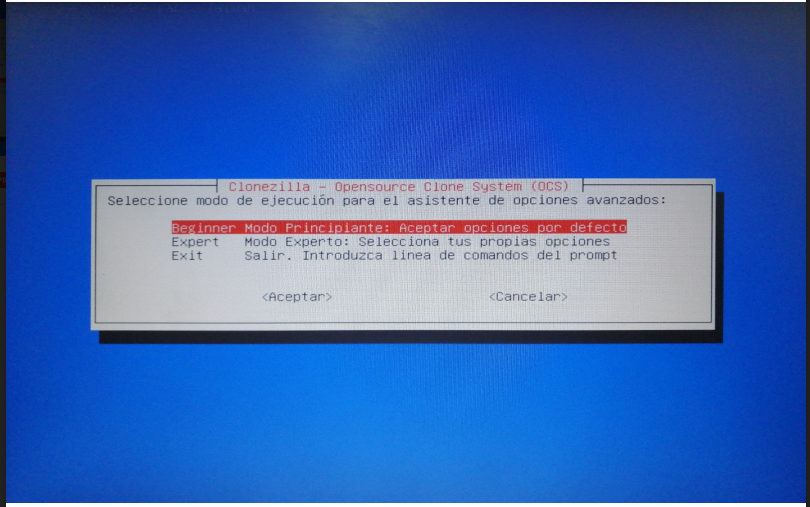 Clonezilla - Opensource Clone System (OCS)
Seleccione modo de ejecución para el asistente de opciones avanzados:
Beginner Modo Principiante: Aceptar opciones por defecto
Expert Modo Experto: Selecciona tus propias opciones
Exit Salir. Introduzca linea de comandos del prompt
<Aceptar> <Cancelar>